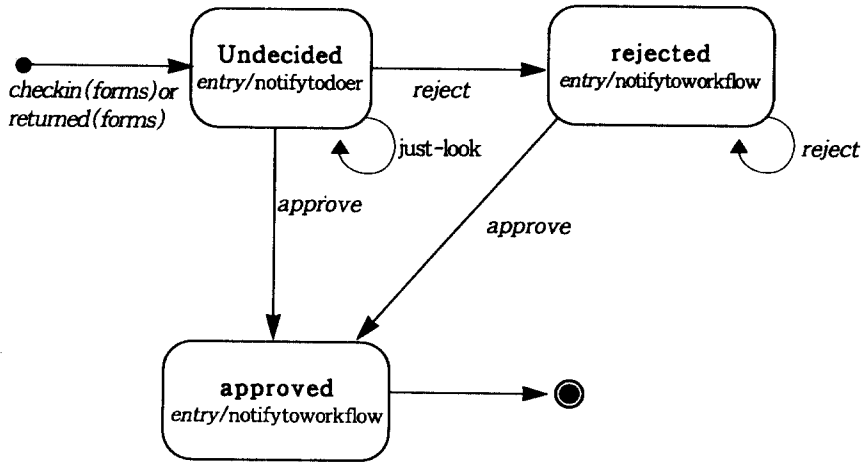 Undecided
entry/notifytodoer
rejected
entry/notifytoworkflow
checkin(forms)or
returned(forms)
reject
just-look
reject
approve
approve
approved
entry/notifytoworkflow